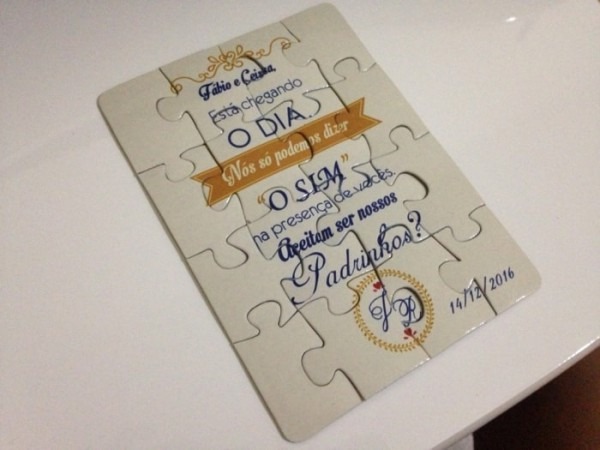 Fábio e Ceissa,
Está chegando
O DIA.
Nós só podemos dizer
"O SIM"
na presença de vocês
Aceitam ser nossos
Padrinhos?
J R
14/12/2016